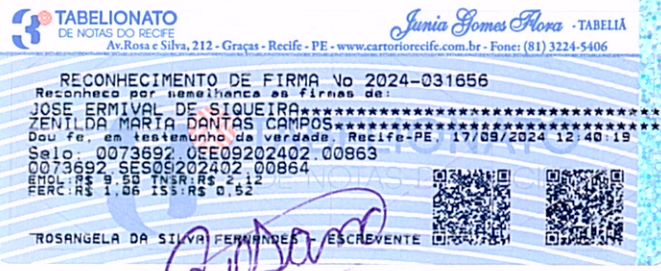 3º TABELIONATO
DE NOTAS DO RECIFE
Junia Gomes Flora - TABELIÃ
Av.Rosa e Silva, 212 - Graças - Recife - PE - www.cartoriorecife.com.br - Fone: (81) 3224-5406
RECONHECIMENTO DE FIRMA No 2024-031656
Reconheço por semelhança as firmas de:
JOSE ERMIVAL DE SIQUEIRA
ZENILDA MARIA DANTAS CAMPOS
Dou fe, em testemunho da verdade. Recife-PE, 17/09/2024 12:40:19
Selo: 0073692.OEE09202402.00863
0073692.SES09202402.00864
EMOL:R$ 9,50 TNSR:R$ 2,12
FERC:R$ 1,06 ISS:R$ 0,52
ROSANGELA DA SILVA FERNANDES ESCREVENTE